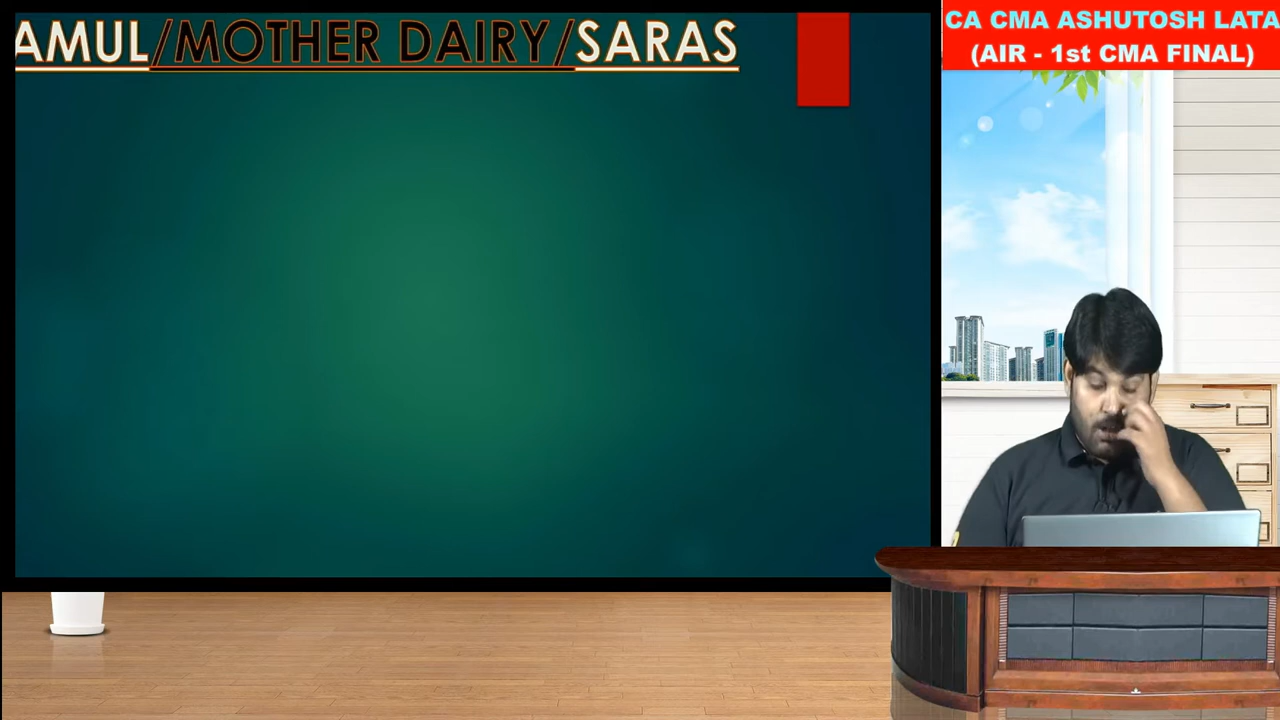 AMUL/MOTHER DAIRY/SARAS
CA CMA ASHUTOSH LATA
(AIR - 1st CMA FINAL)